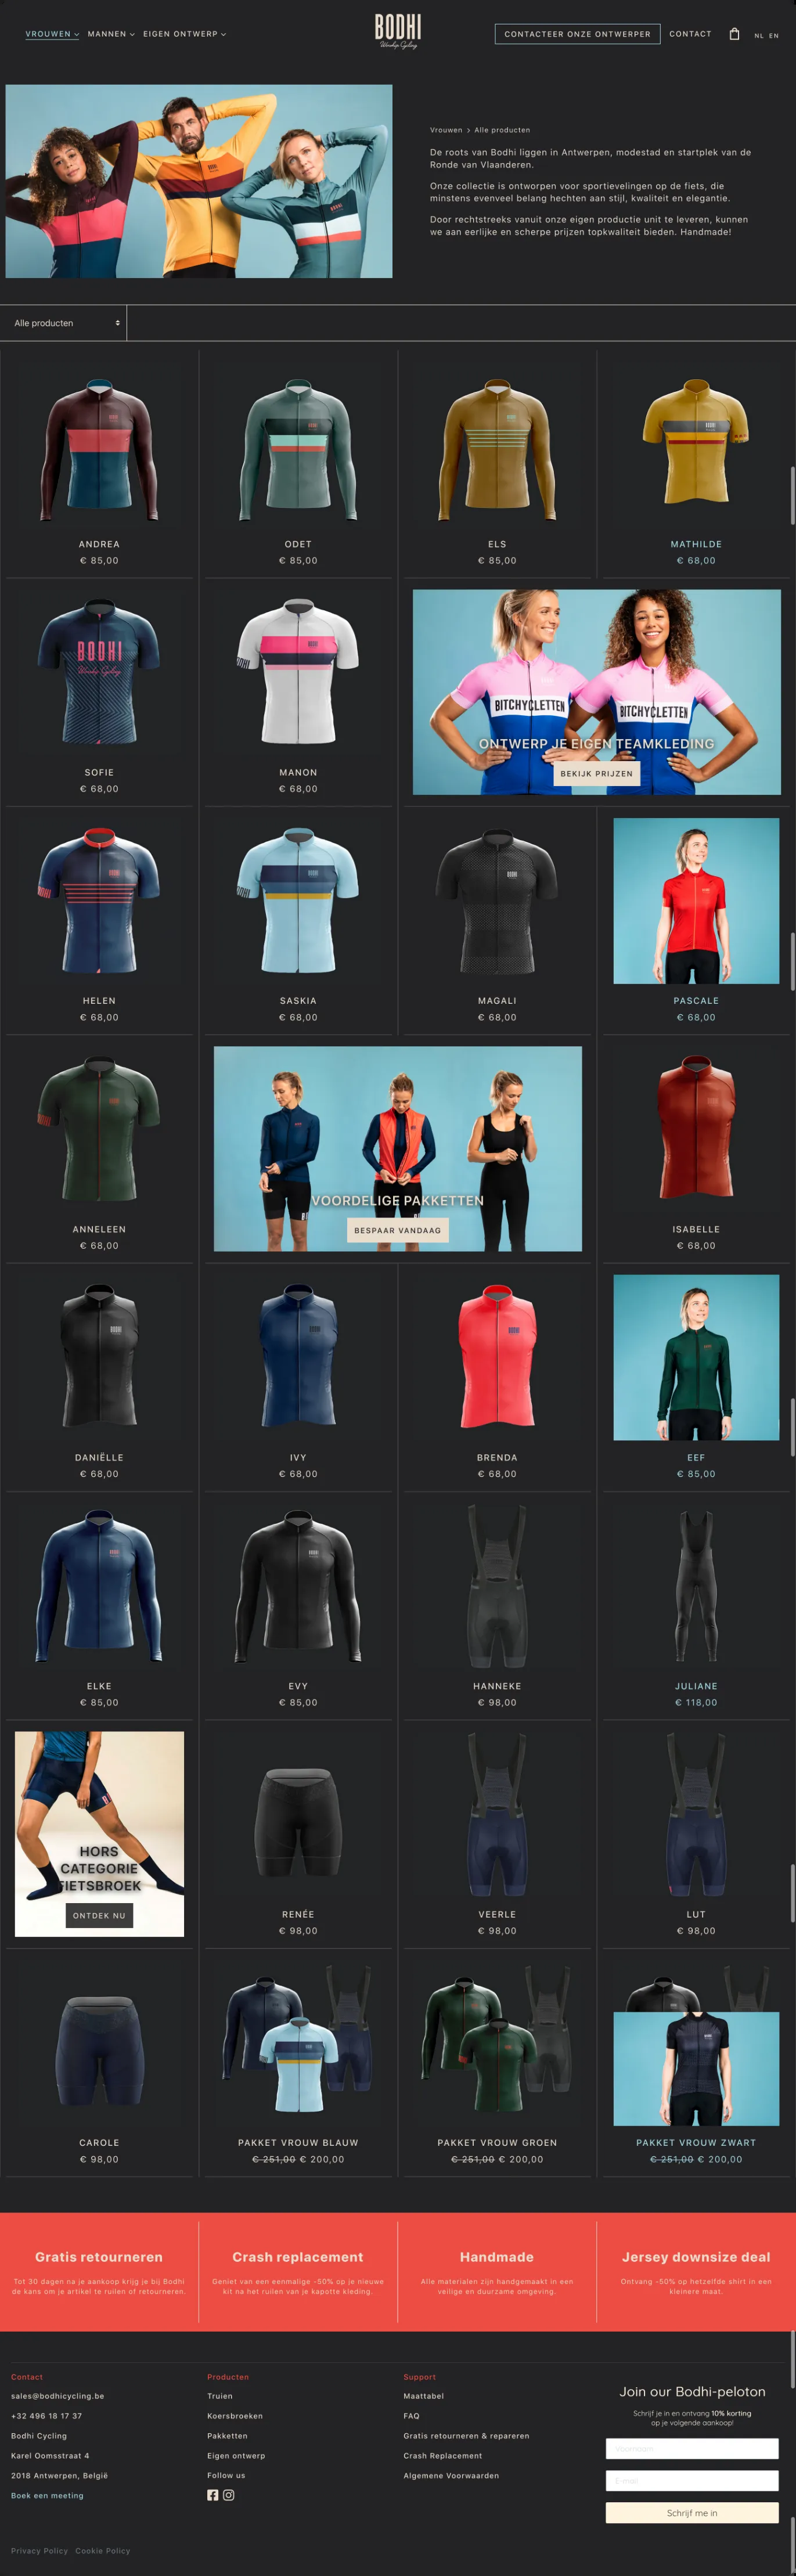 VROUWEN
MANNEN
EIGEN ONTWERP
BODHI
Worship Cycling
CONTACTEER ONZE ONTWERPER
CONTACT
NL EN
Vrouwen > Alle producten
De roots van Bodhi liggen in Antwerpen, modestad en startplek van de
Ronde van Vlaanderen.
Onze collectie is ontworpen voor sportievelingen op de fiets, die
minstens evenveel belang hechten aan stijl, kwaliteit en elegantie.
Door rechtstreeks vanuit onze eigen productie unit te leveren, kunnen
we aan eerlijke en scherpe prijzen topkwaliteit bieden. Handmade!
Alle producten
ANDREA
€ 85,00
ODET
€ 85,00
ELS
€ 85,00
MATHILDE
€ 68,00
BODHI
Worship Cycling
SOFIE
€ 68,00
MANON
€ 68,00
BITCHYCLETTEN
BITCHYCLETTEN
ONTWERP JE EIGEN TEAMKLEDING
BEKIJK PRIJZEN
HELEN
€ 68,00
SASKIA
€ 68,00
MAGALI
€ 68,00
PASCALE
€ 68,00
ANNELEEN
€ 68,00
VOORDELIGE PAKKETTEN
BESPAAR VANDAAG
ISABELLE
€ 68,00
DANIËLLE
€ 68,00
IVY
€ 68,00
BRENDA
€ 68,00
EEF
€ 85,00
ELKE
€ 85,00
EVY
€ 85,00
HANNEKE
€ 98,00
JULIANE
€ 118,00
HORS
CATEGORIE
FIETSBROEK
ONTDEK NU
RENÉE
€ 98,00
VEERLE
€ 98,00
LUT
€ 98,00
CAROLE
€ 98,00
PAKKET VROUW BLAUW
€ 251,00 € 200,00
PAKKET VROUW GROEN
€ 251,00 € 200,00
PAKKET VROUW ZWART
€ 251,00 € 200,00
Gratis retourneren
Tot 30 dagen na je aankoop krijg je bij Bodhi
de kans om je artikel te ruilen of retourneren.
Crash replacement
Geniet van een eenmalige -50% op je nieuwe
kit na het ruilen van je kapotte kleding.
Handmade
Alle materialen zijn handgemaakt in een
veilige en duurzame omgeving.
Jersey downsize deal
Ontvang -50% op hetzelfde shirt in een
kleinere maat.
Contact
sales@bodhicycling.be
+32 496 18 17 37
Bodhi Cycling
Karel Oomsstraat 4
2018 Antwerpen, België
Boek een meeting
Producten
Truien
Koersbroeken
Pakketten
Eigen ontwerp
Follow us
Support
Maattabel
FAQ
Gratis retourneren & repareren
Crash Replacement
Algemene Voorwaarden
Join our Bodhi-peloton
Schrijf je in en ontvang 10% korting
op je volgende aankoop!
Voornaam
E-mail
Schrijf me in
Privacy Policy
Cookie Policy